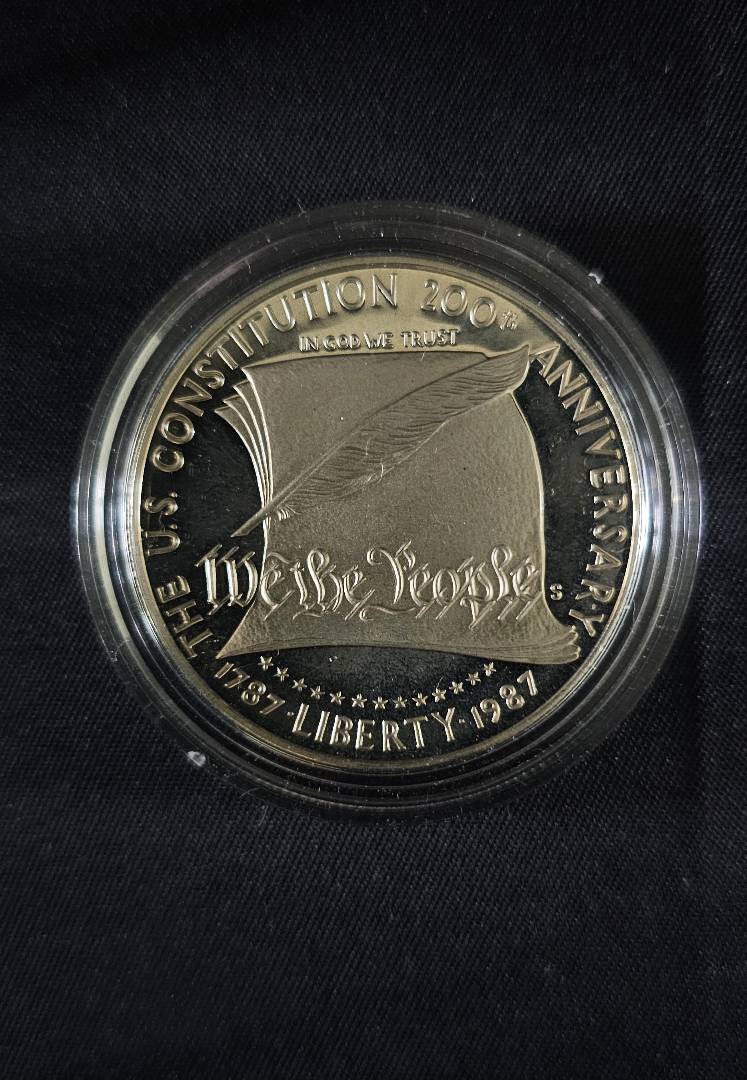 THE U.S. CONSTITUTION 200TH ANNIVERSARY
IN GOD WE TRUST
We the People
S
1787 · LIBERTY · 1987